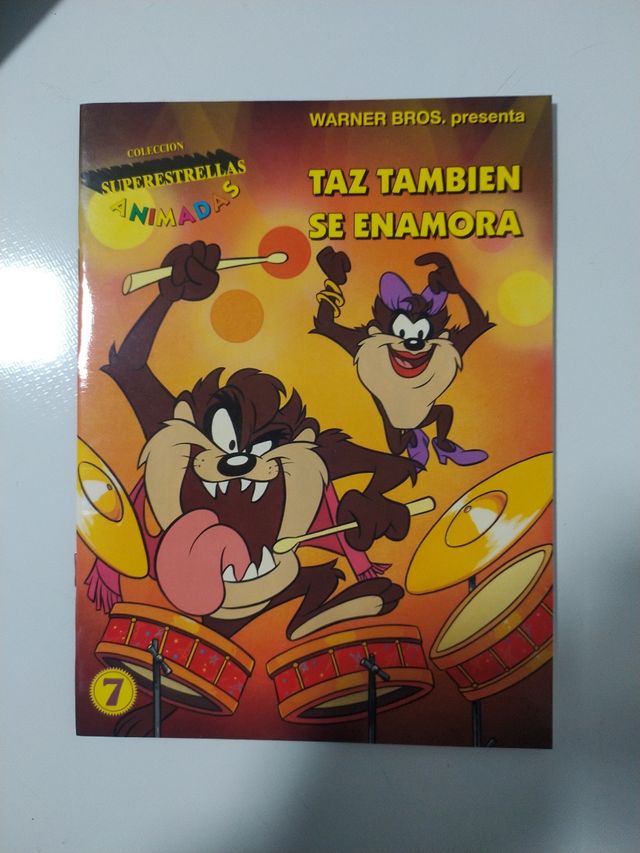 WARNER BROS. presenta
COLECCION
SUPERESTRELLAS
ANIMADAS
TAZ TAMBIEN
SE ENAMORA
7